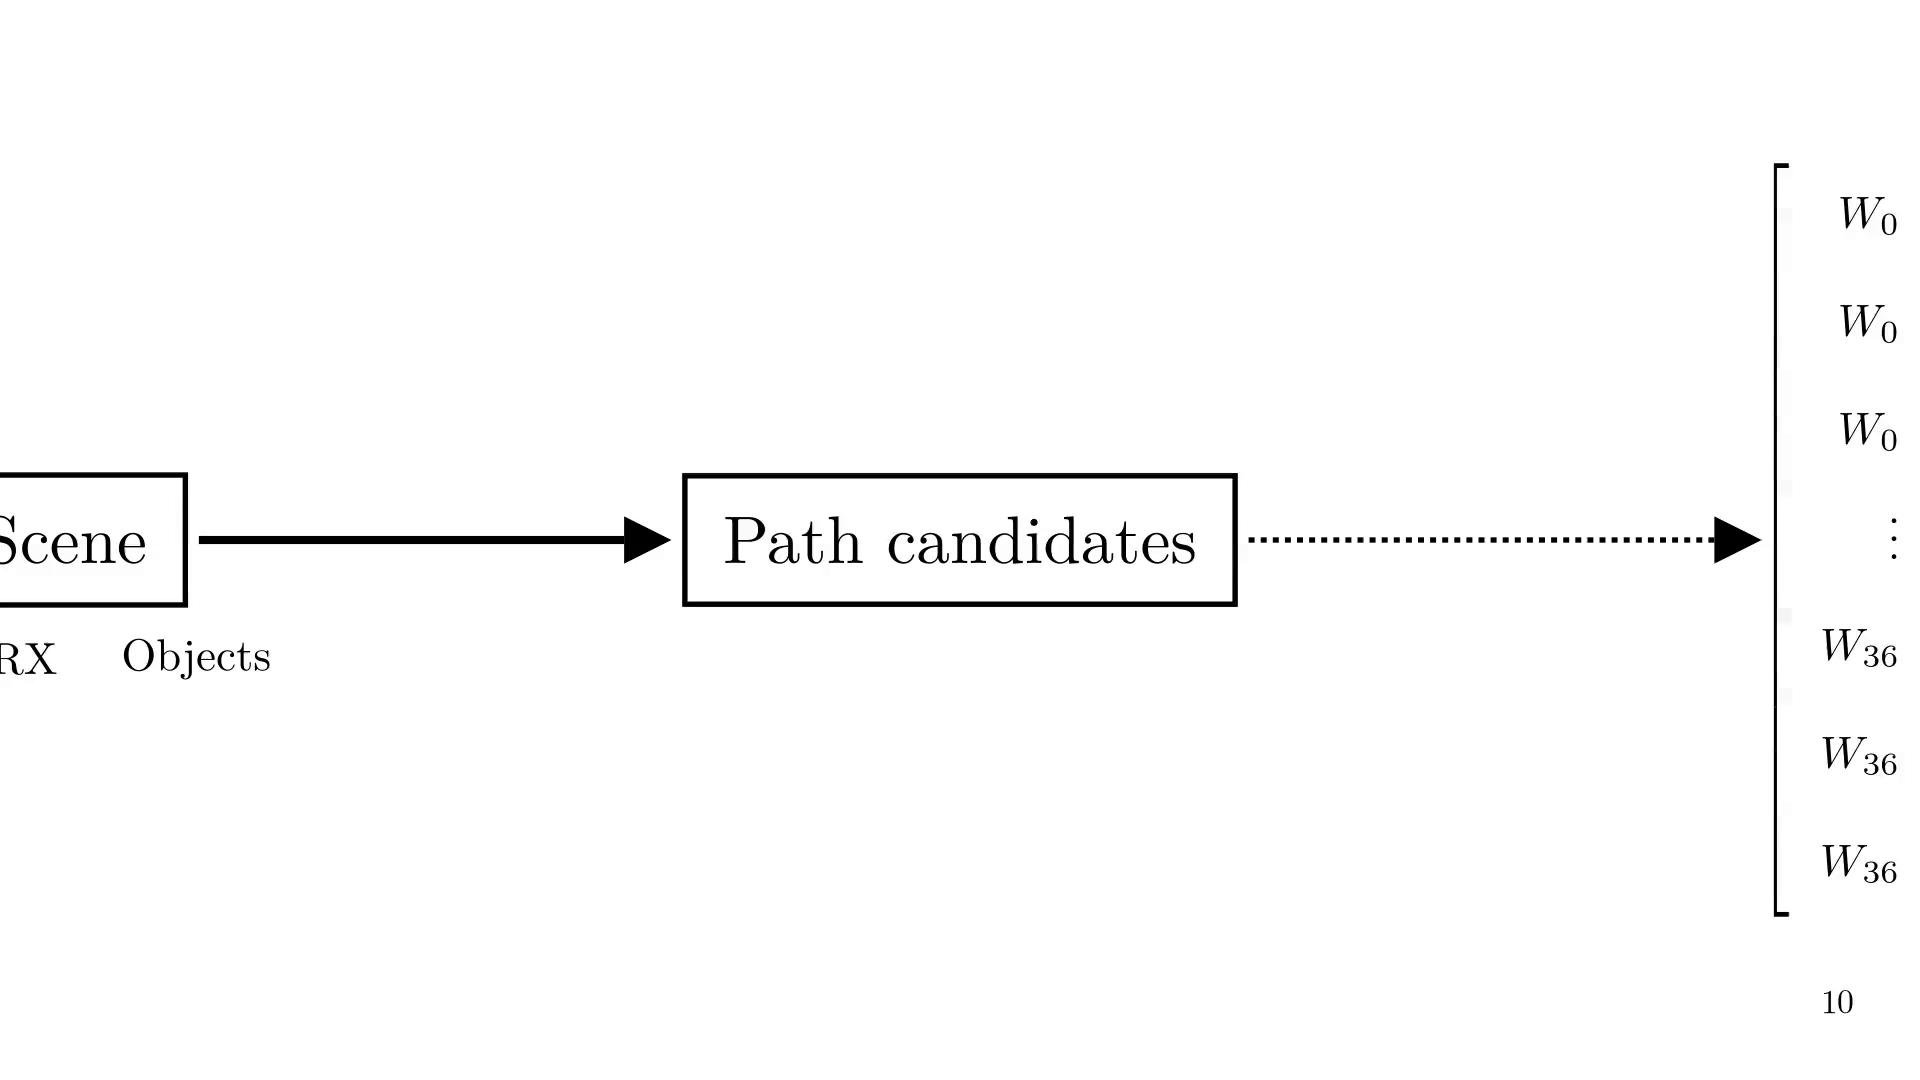 Scene
RX Objects
Path candidates
W₀
W₀
W₀
⋮
W₃₆
W₃₆
W₃₆
10